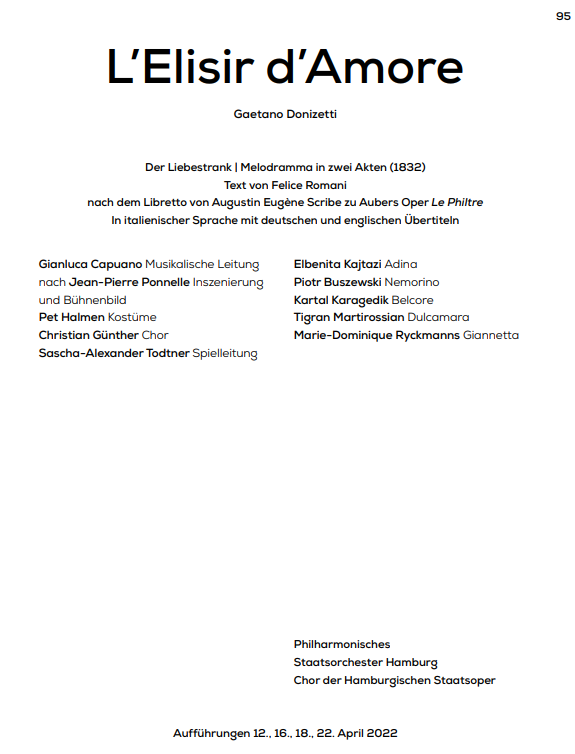 95
L’Elisir d’Amore
Gaetano Donizetti
Der Liebestrank | Melodramma in zwei Akten (1832)
Text von Felice Romani
nach dem Libretto von Augustin Eugène Scribe zu Aubers Oper Le Philtre
In italienischer Sprache mit deutschen und englischen Übertiteln
Gianluca Capuano Musikalische Leitung
nach Jean-Pierre Ponnelle Inszenierung
und Bühnenbild
Pet Halmen Kostüme
Christian Günther Chor
Sascha-Alexander Todtner Spielleitung
Elbenita Kajtazi Adina
Piotr Buszewski Nemorino
Kartal Karagedik Belcore
Tigran Martirossian Dulcamara
Marie-Dominique Ryckmanns Giannetta
Philharmonisches
Staatsorchester Hamburg
Chor der Hamburgischen Staatsoper
Aufführungen 12., 16., 18., 22. April 2022